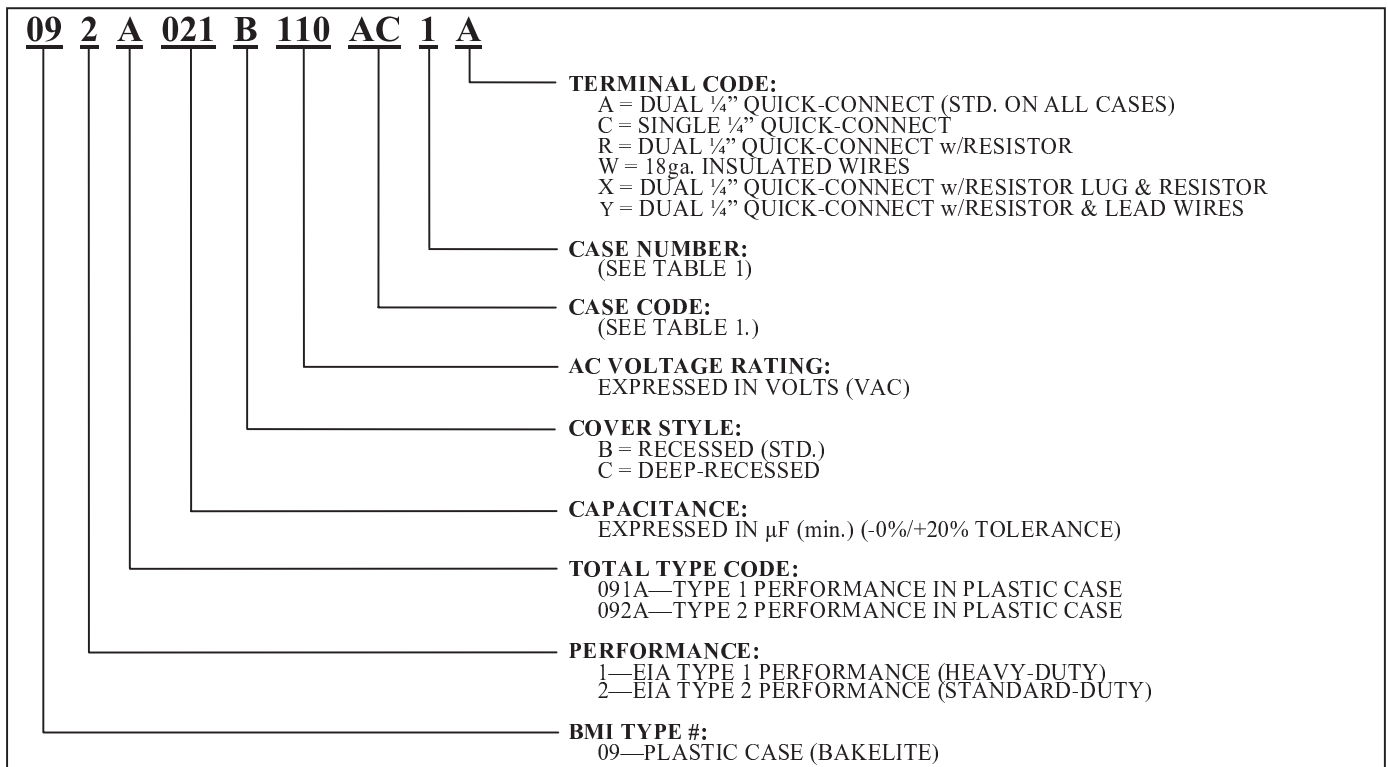 09 2 A 021 B 110 AC 1 A
TERMINAL CODE:
A = DUAL ¼” QUICK-CONNECT (STD. ON ALL CASES)
C = SINGLE ¼” QUICK-CONNECT
R = DUAL ¼” QUICK-CONNECT w/RESISTOR
W = 18ga. INSULATED WIRES
X = DUAL ¼” QUICK-CONNECT w/RESISTOR LUG & RESISTOR
Y = DUAL ¼” QUICK-CONNECT w/RESISTOR & LEAD WIRES
CASE NUMBER:
(SEE TABLE 1)
CASE CODE:
(SEE TABLE 1.)
AC VOLTAGE RATING:
EXPRESSED IN VOLTS (VAC)
COVER STYLE:
B = RECESSED (STD.)
C = DEEP-RECESSED
CAPACITANCE:
EXPRESSED IN µF (min.) (-0%/+20% TOLERANCE)
TOTAL TYPE CODE:
091A—TYPE 1 PERFORMANCE IN PLASTIC CASE
092A—TYPE 2 PERFORMANCE IN PLASTIC CASE
PERFORMANCE:
1—EIA TYPE 1 PERFORMANCE (HEAVY-DUTY)
2—EIA TYPE 2 PERFORMANCE (STANDARD-DUTY)
BMI TYPE #:
09—PLASTIC CASE (BAKELITE)